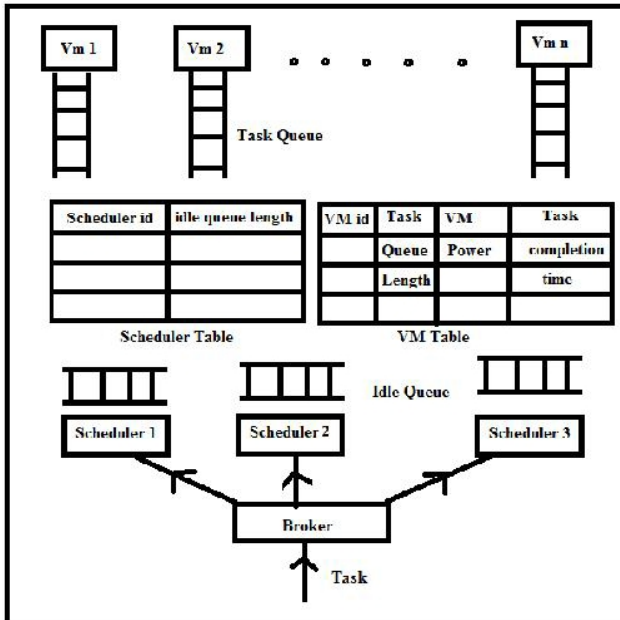 Vm 1 Vm 2 Vm n
Task Queue
Scheduler id idle queue length
VM id Task VM Task
Queue Power completion
Length time
Scheduler Table VM Table
Idle Queue
Scheduler 1 Scheduler 2 Scheduler 3
Broker
Task